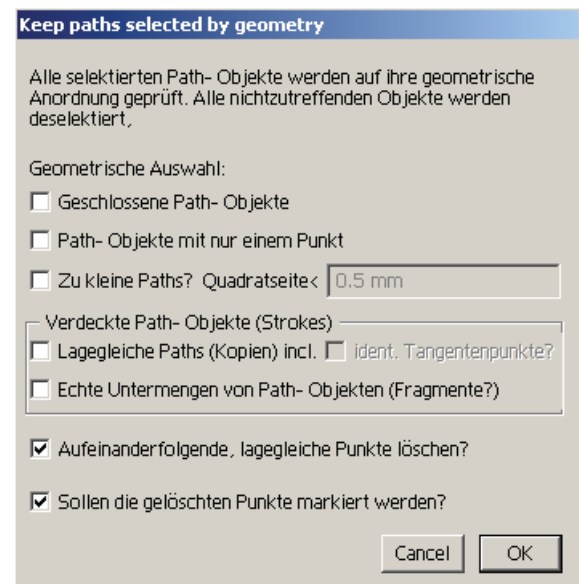 Keep paths selected by geometry
Alle selektierten Path- Objekte werden auf ihre geometrische
Anordnung geprüft. Alle nichtzutreffenden Objekte werden
deselektiert,
Geometrische Auswahl:
Geschlossene Path- Objekte
Path- Objekte mit nur einem Punkt
Zu kleine Paths? Quadratseite< 0.5 mm
Verdeckte Path- Objekte (Strokes)
Lagegleiche Paths (Kopien) incl. ident. Tangentenpunkte?
Echte Untermengen von Path- Objekten (Fragmente?)
Aufeinanderfolgende, lagegleiche Punkte löschen?
Sollen die gelöschten Punkte markiert werden?
Cancel OK